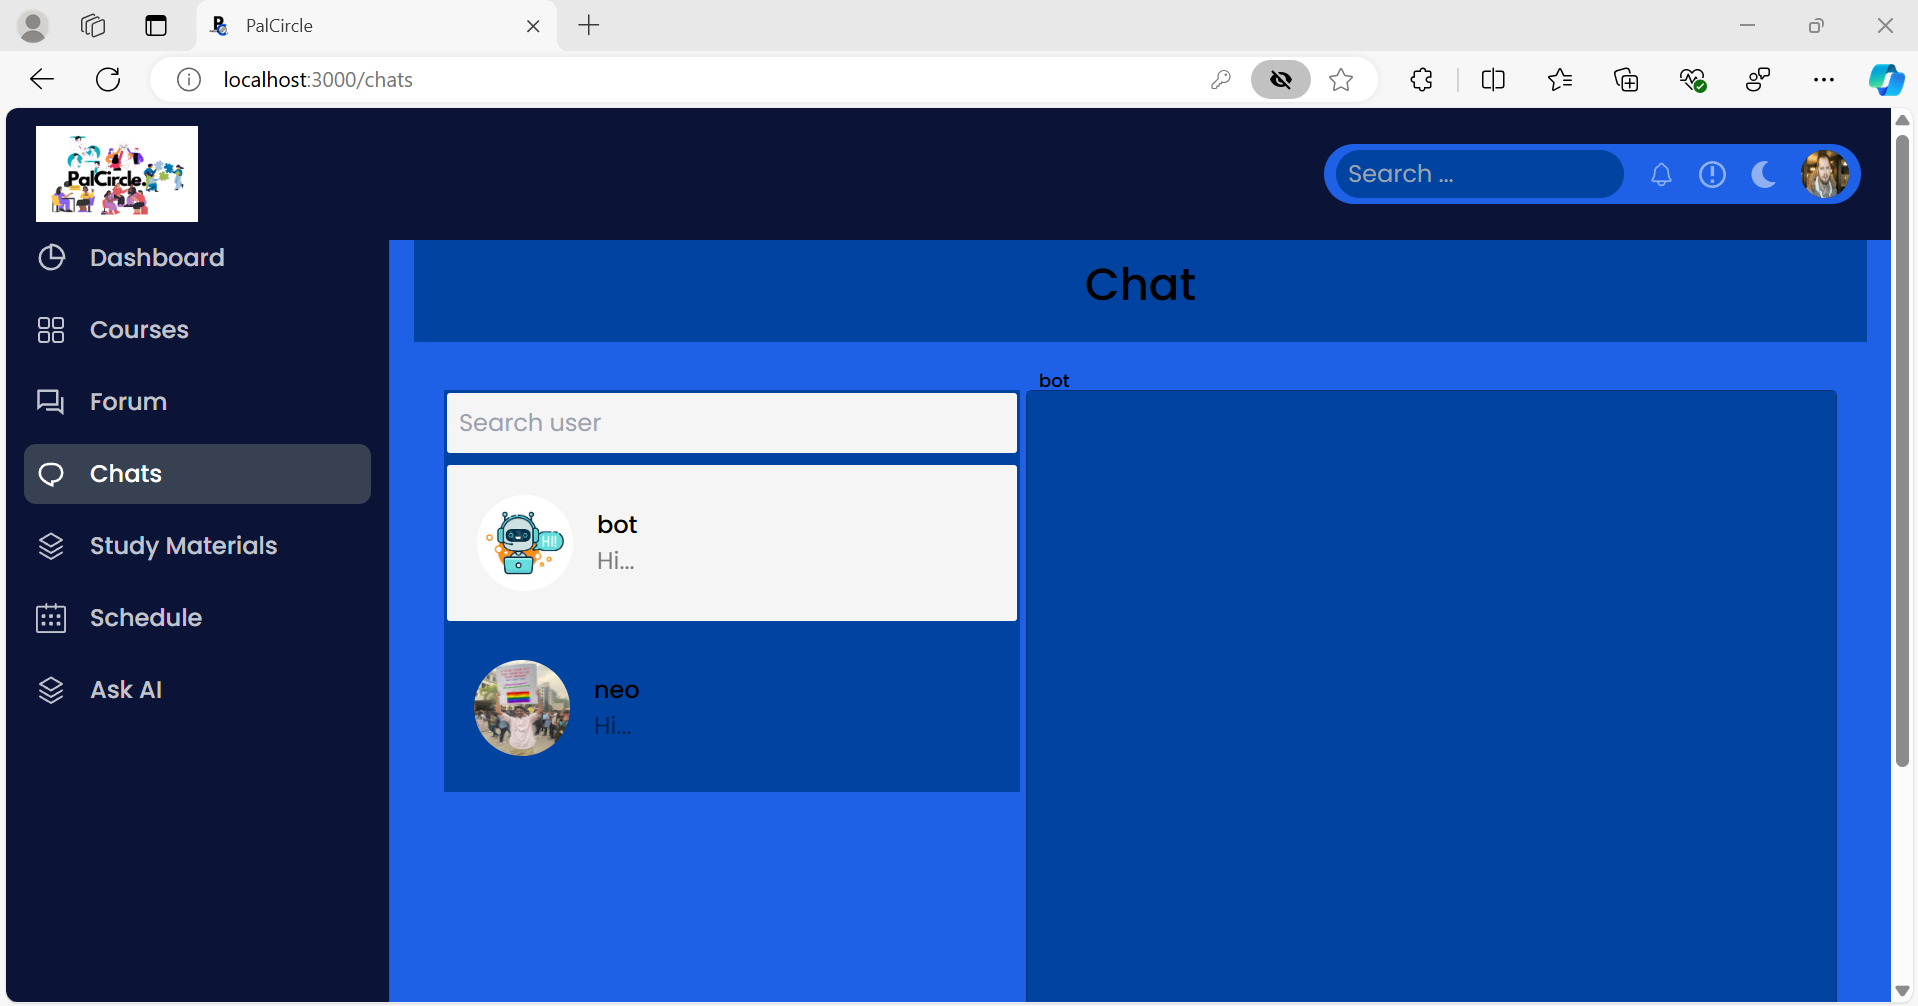 PalCircle
localhost:3000/chats
PalCircle.
Search ...
Dashboard
Courses
Forum
Chats
Study Materials
Schedule
Ask AI
Chat
bot
Search user
bot
Hi...
HI!
neo
Hi...